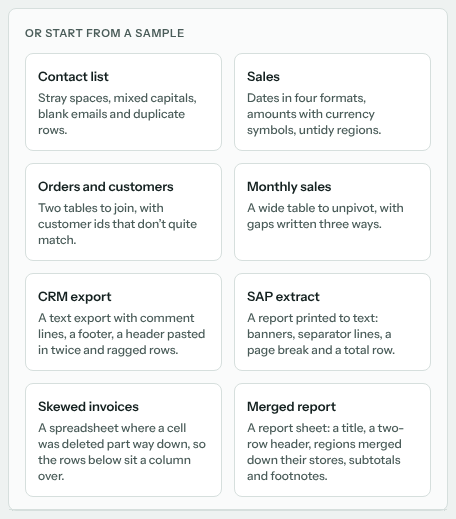 OR START FROM A SAMPLE
Contact list
Stray spaces, mixed capitals,
blank emails and duplicate
rows.
Sales
Dates in four formats,
amounts with currency
symbols, untidy regions.
Orders and customers
Two tables to join, with
customer ids that don’t quite
match.
Monthly sales
A wide table to unpivot, with
gaps written three ways.
CRM export
A text export with comment
lines, a footer, a header pasted
in twice and ragged rows.
SAP extract
A report printed to text:
banners, separator lines, a
page break and a total row.
Skewed invoices
A spreadsheet where a cell
was deleted part way down, so
the rows below sit a column
over.
Merged report
A report sheet: a title, a two-
row header, regions merged
down their stores, subtotals
and footnotes.